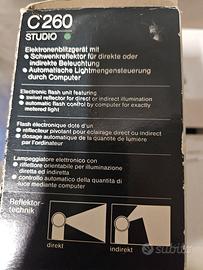 C260
STUDIO
Elektronenblitzgerät mit
• Schwenkreflektor für direkte oder
indirekte Beleuchtung
• Automatische Lichtmengensteuerung
durch Computer
Electronic flash unit featuring
• swivel reflector for direct or indirect illumination
• automatic flash control by computer for exactly
metered light
Flash électronique doté d'un
• réflecteur pivotant pour éclairage direct ou indirect
• dosage automatique de la quantité de lumière
par l'ordinateur
Lampeggiatore elettronico con
• riflettore orientabile per illuminazione
diretta ed indiretta
• controllo automatico della quantità di
luce mediante computer
Reflektor-
technik
direkt
indirekt
subito